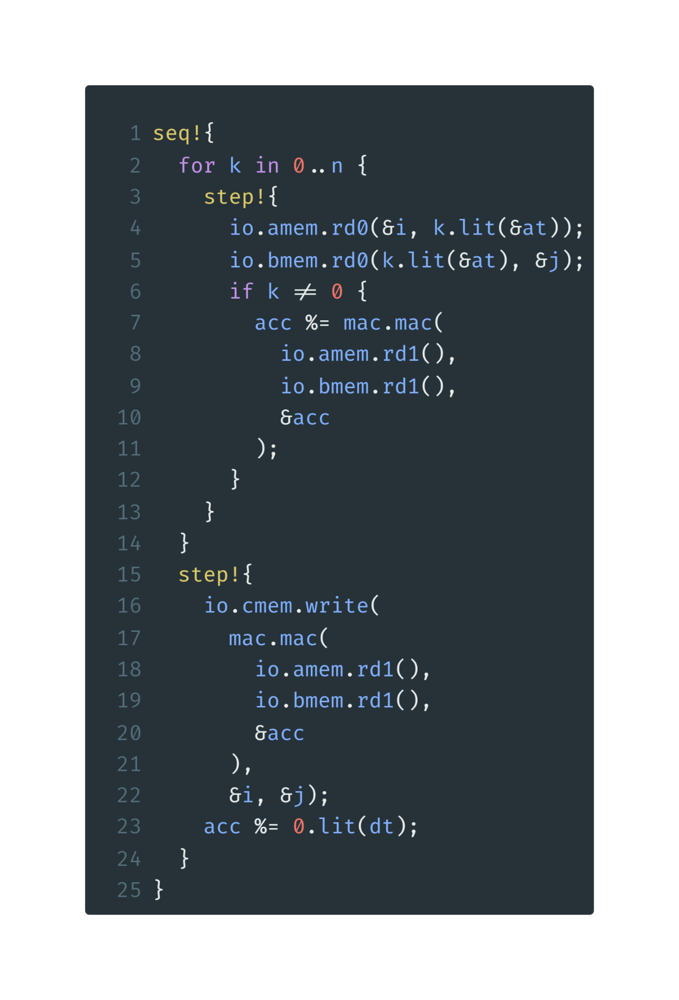 1 seq!{
2 for k in 0..n {
3 step!{
4 io.amem.rd0(&i, k.lit(&at));
5 io.bmem.rd0(k.lit(&at), &j);
6 if k != 0 {
7 acc %= mac.mac(
8 io.amem.rd1(),
9 io.bmem.rd1(),
10 &acc
11 );
12 }
13 }
14 }
15 step!{
16 io.cmem.write(
17 mac.mac(
18 io.amem.rd1(),
19 io.bmem.rd1(),
20 &acc
21 ),
22 &i, &j);
23 acc %= 0.lit(dt);
24 }
25 }